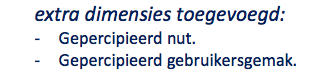 extra dimensies toegevoegd:
- Gepercipieerd nut.
- Gepercipieerd gebruikersgemak.